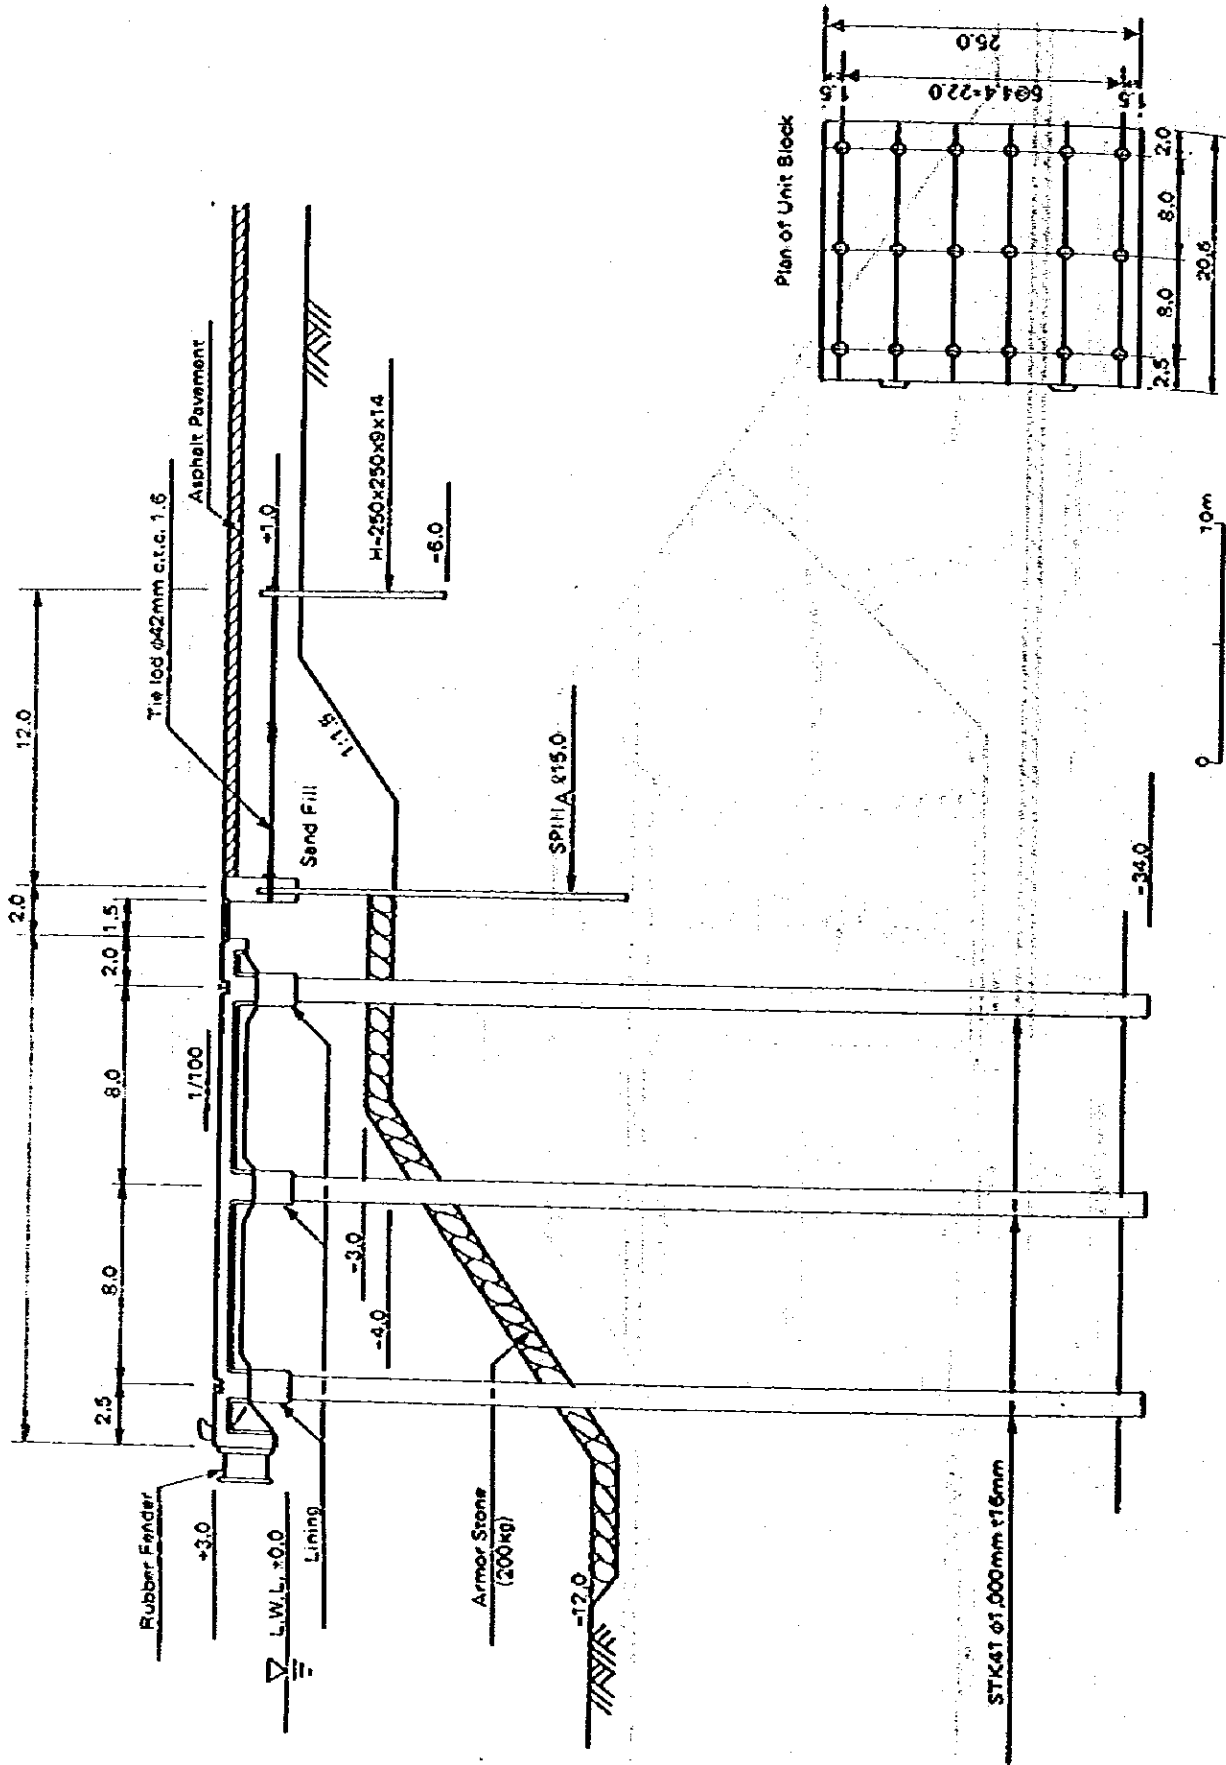 12.0
2.0
2.5
8.0
8.0
2.0
1.5
Tie lod φ42mm c.t.c. 1.6
Asphalt Pavement
Rubber Fender
+3.0
1/100
+1.0
Sand Fill
L.W.L. ±0.0
Lining
H-250x250x9x14
-6.0
1:1.5
-3.0
-4.0
Armor Stone
(200kg)
-12.0
SPIIIA ℓ15.0
STK41 φ1,000mm t16mm
-34.0
0
10m
Plan of Unit Block
1.5
5@4.4=22.0
1.5
25.0
2.5
8.0
8.0
2.0
20.6